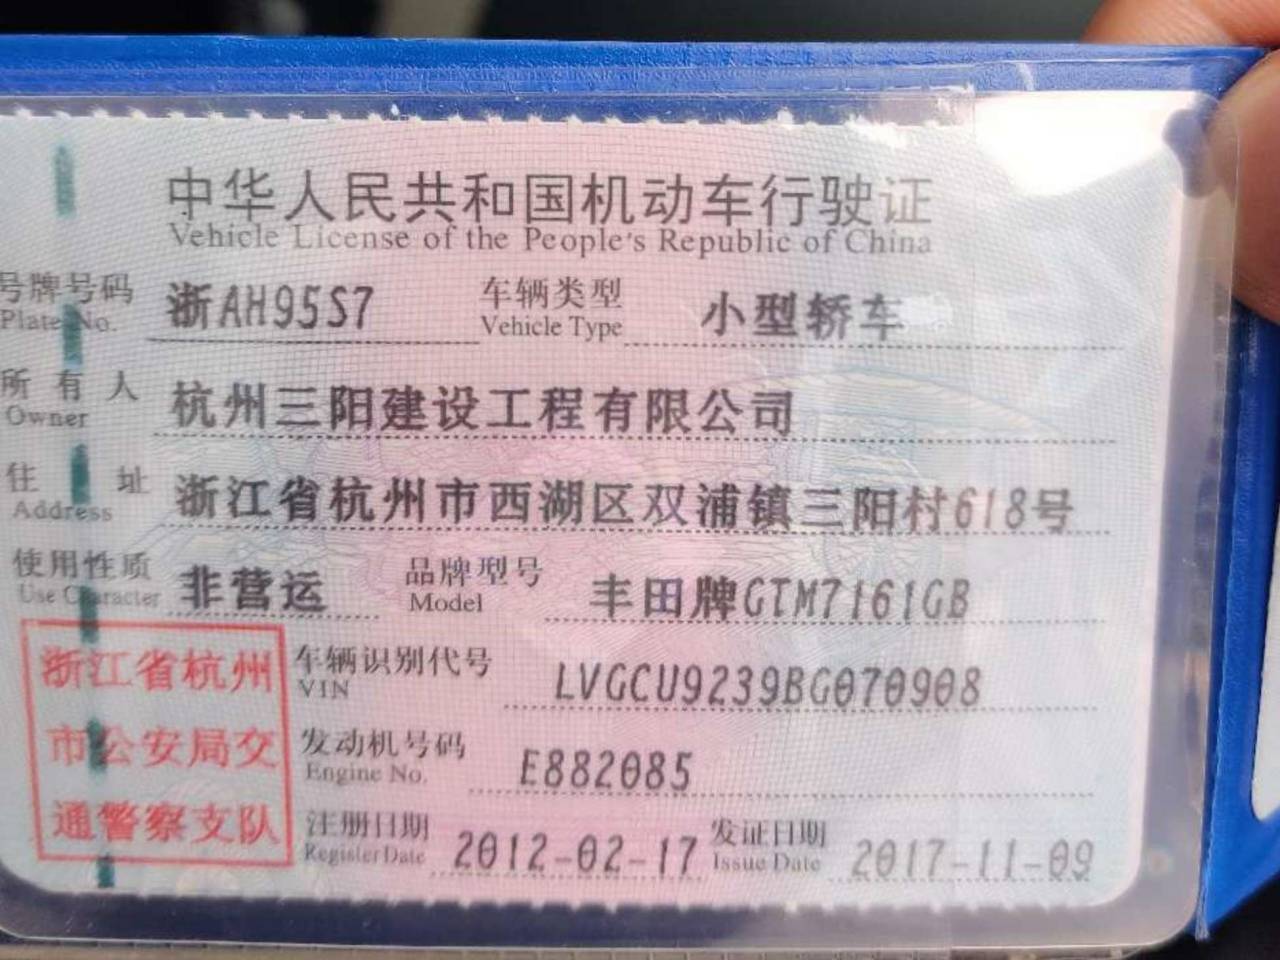 中华人民共和国机动车行驶证
Vehicle License of the People's Republic of China
号牌号码 浙AH95S7 车辆类型 小型轿车
Plate No. Vehicle Type
所有人 杭州三阳建设工程有限公司
Owner
住址 浙江省杭州市西湖区双浦镇三阳村618号
Address
使用性质 非营运 品牌型号 丰田牌GTM7161GB
Use Character Model
浙江省杭州
市公安局交
通警察支队
车辆识别代号 LVGCU9239BG070908
VIN
发动机号码 E882085
Engine No.
注册日期 2012-02-17 发证日期 2017-11-09
Register Date Issue Date